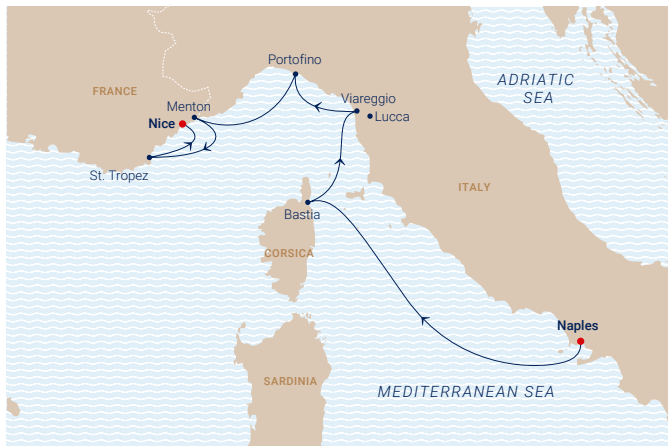 Portofino
ADRIATIC
SEA
FRANCE
Menton
Viareggio
Nice
Lucca
St. Tropez
ITALY
Bastia
CORSICA
Naples
SARDINIA
MEDITERRANEAN SEA